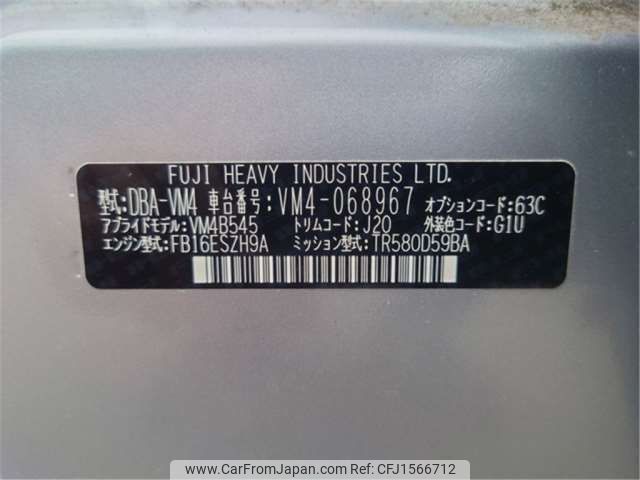 FUJI HEAVY INDUSTRIES LTD.
型式:DBA-VM4 車台番号:VM4-068967 オプションコード:63C
アプライドモデル:VM4B545 トリムコード:J20 外装色コード:G1U
エンジン型式:FB16ESZH9A ミッション型式:TR580D59BA
www.CarFromJapan.com - CFJ1566712